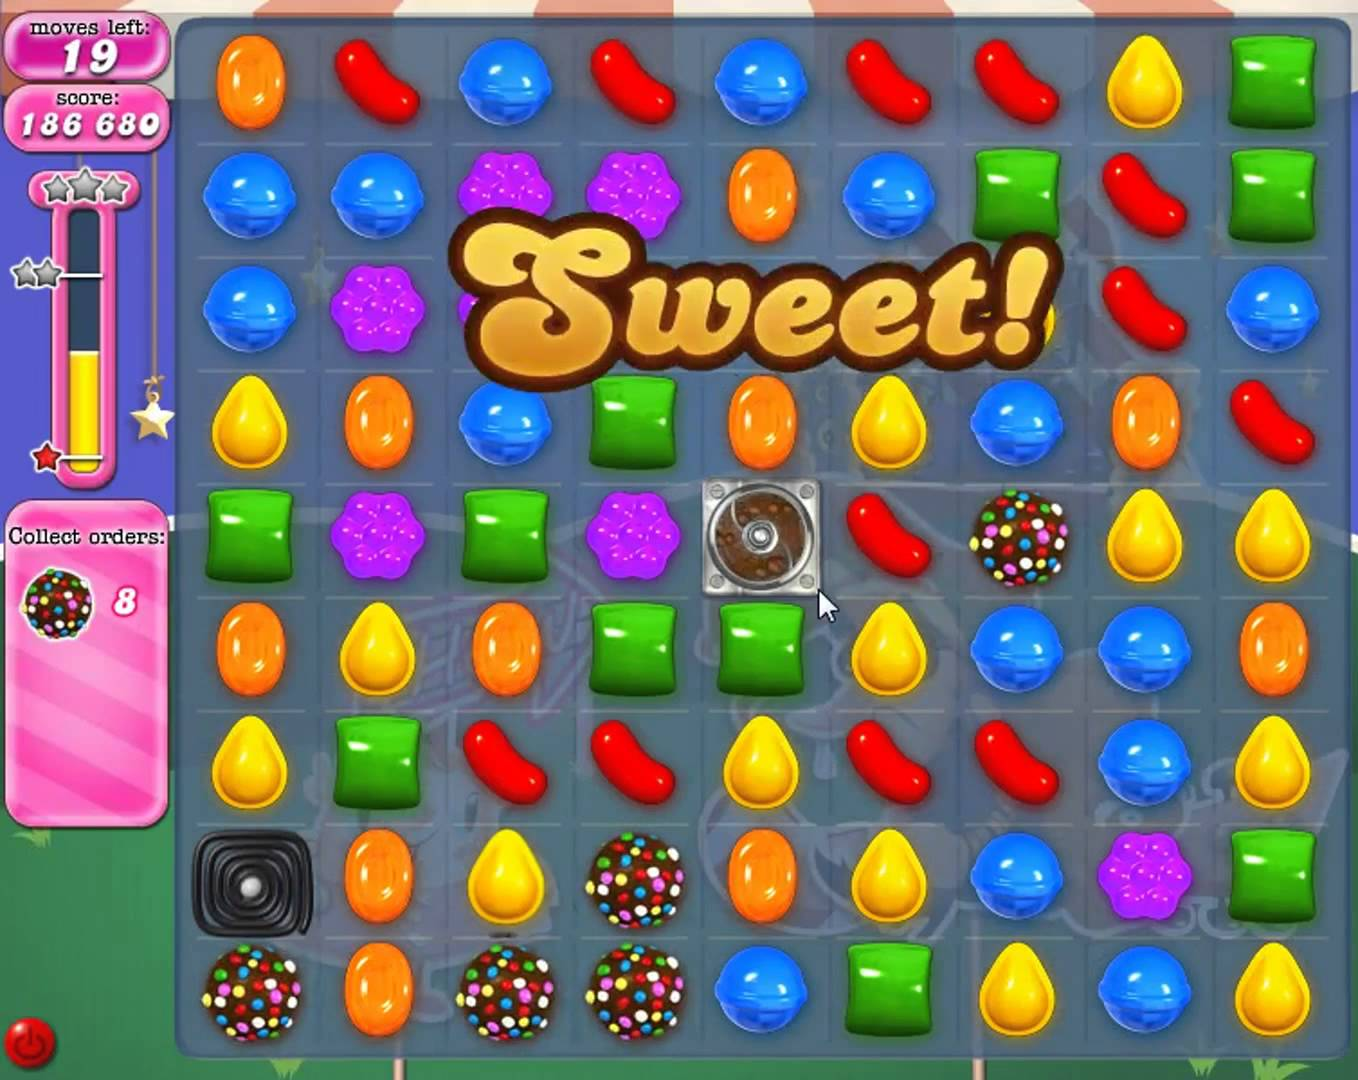 moves left:
19
score:
186 680
Sweet!
Collect orders:
8